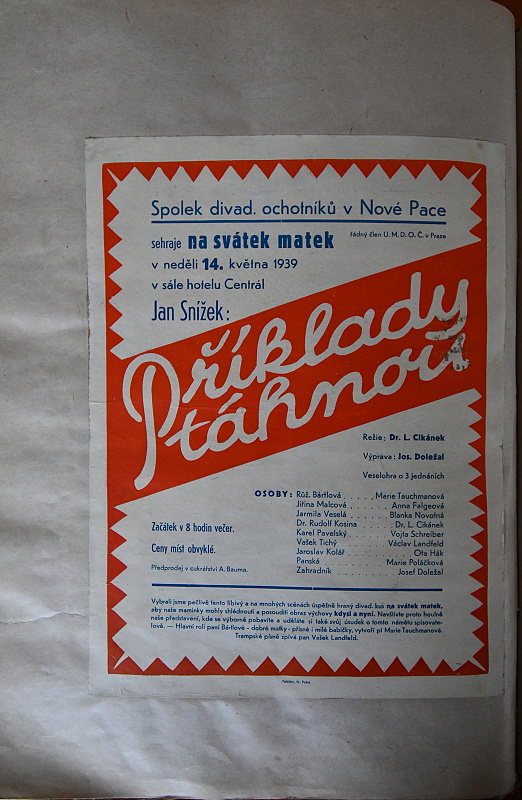 Spolek divad. ochotníků v Nové Pace
sehraje na svátek matek řádný člen U. M. D. O. Č. v Praze
v neděli 14. května 1939
v sále hotelu Centrál
Jan Snížek:
Příklady
táhnou
Režie: Dr. L. Cikánek
Výprava: Jos. Doležal
Veselohra o 3 jednáních
OSOBY: Růž. Bártlová . . . . . Marie Tauchmanová
Jiřina Malcová . . . . . Anna Felgeová
Jarmila Veselá . . . . . Blanka Novotná
Dr. Rudolf Kosina . . . . . Dr. L. Cikánek
Karel Pavelský . . . . . Vojta Schreiber
Vašek Tichý . . . . . Václav Landfeld
Jaroslav Kolář . . . . . Ota Hák
Panská . . . . . Marie Poláčková
Zahradník . . . . . Josef Doležal
Začátek v 8 hodin večer.
Ceny míst obvyklé.
Předprodej v cukrářství A. Bauma.
Vybrali jsme pečlivě tento líbivý a na mnohých scénách úspěšně hraný divad. kus na svátek matek,
aby naše maminky mohly shlédnouti a posouditi obraz výchovy kdysi a nyní. Navštivte proto houfně
naše představení, kde se výborně pobavíte a uděláte si také svůj úsudek o tomto námětu spisovate-
lově. — Hlavní roli paní Bártlové - dobré matky - přísné i milé babičky, vytvoří pí Marie Tauchmanová.
Trampské písně zpívá pan Vašek Landfeld.